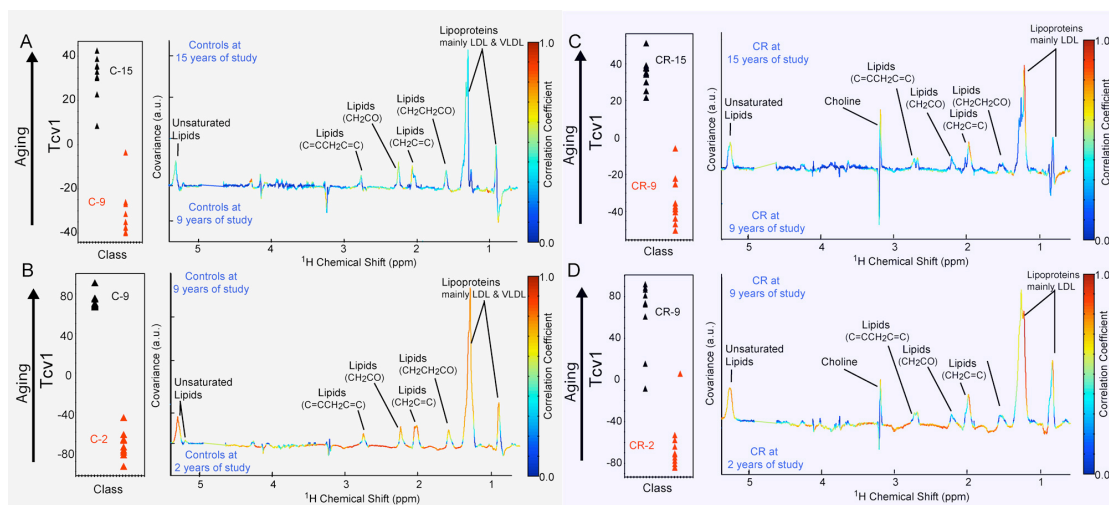 A
Aging
Tcv1
40
20
0
-20
-40
C-15
C-9
Class
Controls at
15 years of study
Controls at
9 years of study
Covariance (a.u.)
Unsaturated
Lipids
Lipids
(C=CCH2C=C)
Lipids
(CH2CO)
Lipids
(CH2C=C)
Lipids
(CH2CH2CO)
Lipoproteins
mainly LDL & VLDL
5
4
3
2
1
1H Chemical Shift (ppm)
1.0
Correlation Coefficient
0.0
B
Aging
Tcv1
80
40
0
-40
-80
C-9
C-2
Class
Controls at
9 years of study
Controls at
2 years of study
Covariance (a.u.)
Unsaturated
Lipids
Lipids
(C=CCH2C=C)
Lipids
(CH2CO)
Lipids
(CH2C=C)
Lipids
(CH2CH2CO)
Lipoproteins
mainly LDL & VLDL
5
4
3
2
1
1H Chemical Shift (ppm)
1.0
Correlation Coefficient
0.0
C
Aging
Tcv1
60
40
20
0
-20
-40
CR-15
CR-9
Class
CR at
15 years of study
CR at
9 years of study
Covariance (a.u.)
Unsaturated
Lipids
Choline
Lipids
(C=CCH2C=C)
Lipids
(CH2CO)
Lipids
(CH2CH2CO)
Lipids
(CH2C=C)
Lipoproteins
mainly LDL
5
4
3
2
1
1H Chemical Shift (ppm)
1.0
Correlation Coefficient
0.0
D
Aging
Tcv1
80
40
0
-40
-80
CR-9
CR-2
Class
CR at
9 years of study
CR at
2 years of study
Covariance (a.u.)
Unsaturated
Lipids
Choline
Lipids
(C=CCH2C=C)
Lipids
(CH2CO)
Lipids
(CH2C=C)
Lipoproteins
mainly LDL
5
4
3
2
1
1H Chemical Shift (ppm)
1.0
Correlation Coefficient
0.0